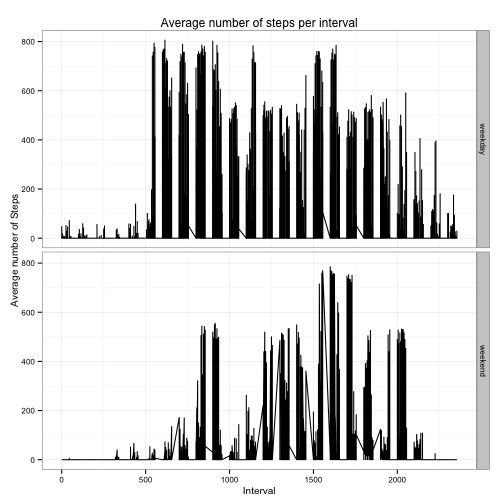 Average number of steps per interval
Average number of Steps
800
600
400
200
0
weekday
800
600
400
200
0
weekend
0 500 1000 1500 2000
Interval